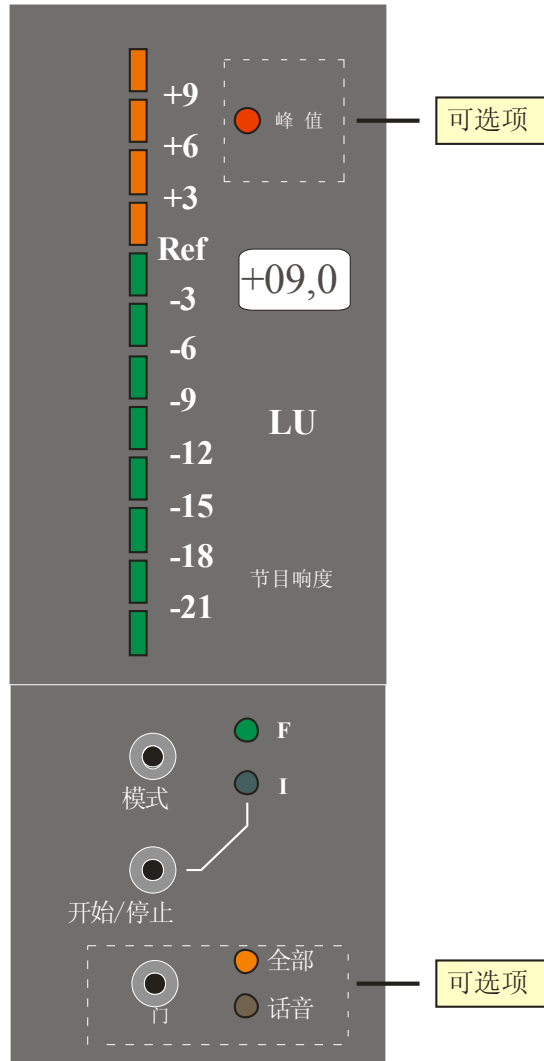 +9
峰 值
可选项
+6
+3
Ref
+09,0
-3
-6
-9
LU
-12
-15
-18
节目响度
-21
F
模式
I
开始/停止
全部
可选项
门
话音